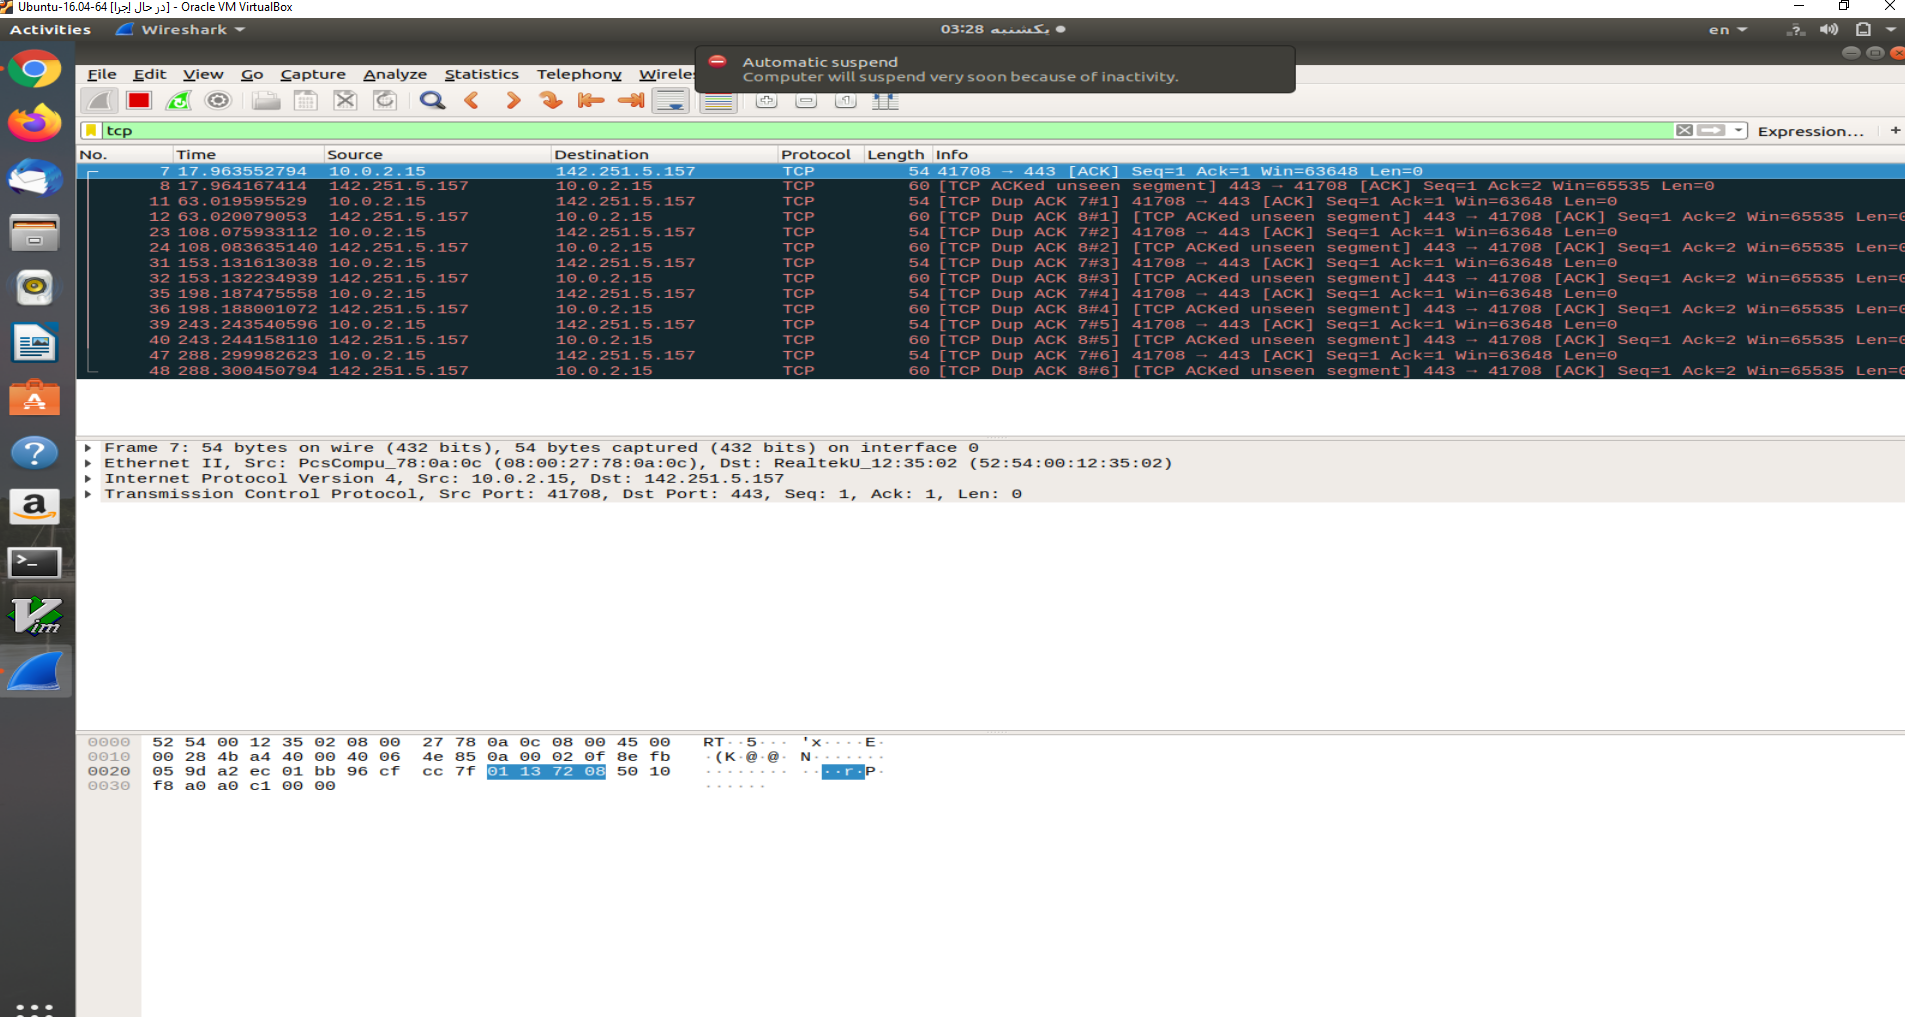 Ubuntu-16.04-64 [در حال اجرا] - Oracle VM VirtualBox
Activities Wireshark یکشنبه 03:28 en
Automatic suspend
Computer will suspend very soon because of inactivity.
File Edit View Go Capture Analyze Statistics Telephony Wireles
tcp Expression... +
No. Time Source Destination Protocol Length Info
7 17.963552794 10.0.2.15 142.251.5.157 TCP 54 41708 → 443 [ACK] Seq=1 Ack=1 Win=63648 Len=0
8 17.964167414 142.251.5.157 10.0.2.15 TCP 60 [TCP ACKed unseen segment] 443 → 41708 [ACK] Seq=1 Ack=2 Win=65535 Len=0
11 63.019595529 10.0.2.15 142.251.5.157 TCP 54 [TCP Dup ACK 7#1] 41708 → 443 [ACK] Seq=1 Ack=1 Win=63648 Len=0
12 63.020079053 142.251.5.157 10.0.2.15 TCP 60 [TCP Dup ACK 8#1] [TCP ACKed unseen segment] 443 → 41708 [ACK] Seq=1 Ack=2 Win=65535 Len=0
23 108.075933112 10.0.2.15 142.251.5.157 TCP 54 [TCP Dup ACK 7#2] 41708 → 443 [ACK] Seq=1 Ack=1 Win=63648 Len=0
24 108.083635140 142.251.5.157 10.0.2.15 TCP 60 [TCP Dup ACK 8#2] [TCP ACKed unseen segment] 443 → 41708 [ACK] Seq=1 Ack=2 Win=65535 Len=0
31 153.131613038 10.0.2.15 142.251.5.157 TCP 54 [TCP Dup ACK 7#3] 41708 → 443 [ACK] Seq=1 Ack=1 Win=63648 Len=0
32 153.132234939 142.251.5.157 10.0.2.15 TCP 60 [TCP Dup ACK 8#3] [TCP ACKed unseen segment] 443 → 41708 [ACK] Seq=1 Ack=2 Win=65535 Len=0
35 198.187475558 10.0.2.15 142.251.5.157 TCP 54 [TCP Dup ACK 7#4] 41708 → 443 [ACK] Seq=1 Ack=1 Win=63648 Len=0
36 198.188001072 142.251.5.157 10.0.2.15 TCP 60 [TCP Dup ACK 8#4] [TCP ACKed unseen segment] 443 → 41708 [ACK] Seq=1 Ack=2 Win=65535 Len=0
39 243.243540596 10.0.2.15 142.251.5.157 TCP 54 [TCP Dup ACK 7#5] 41708 → 443 [ACK] Seq=1 Ack=1 Win=63648 Len=0
40 243.244158110 142.251.5.157 10.0.2.15 TCP 60 [TCP Dup ACK 8#5] [TCP ACKed unseen segment] 443 → 41708 [ACK] Seq=1 Ack=2 Win=65535 Len=0
47 288.299982623 10.0.2.15 142.251.5.157 TCP 54 [TCP Dup ACK 7#6] 41708 → 443 [ACK] Seq=1 Ack=1 Win=63648 Len=0
48 288.300450794 142.251.5.157 10.0.2.15 TCP 60 [TCP Dup ACK 8#6] [TCP ACKed unseen segment] 443 → 41708 [ACK] Seq=1 Ack=2 Win=65535 Len=0
Frame 7: 54 bytes on wire (432 bits), 54 bytes captured (432 bits) on interface 0
Ethernet II, Src: PcsCompu_78:0a:0c (08:00:27:78:0a:0c), Dst: RealtekU_12:35:02 (52:54:00:12:35:02)
Internet Protocol Version 4, Src: 10.0.2.15, Dst: 142.251.5.157
Transmission Control Protocol, Src Port: 41708, Dst Port: 443, Seq: 1, Ack: 1, Len: 0
Vim
0000 52 54 00 12 35 02 08 00 27 78 0a 0c 08 00 45 00 RT··5··· 'x····E·
0010 00 28 4b a4 40 00 40 06 4e 85 0a 00 02 0f 8e fb ·(K·@·@· N·······
0020 05 9d a2 ec 01 bb 96 cf cc 7f 01 13 72 08 50 10 ········ ····r·P·
0030 f8 a0 a0 c1 00 00 ······